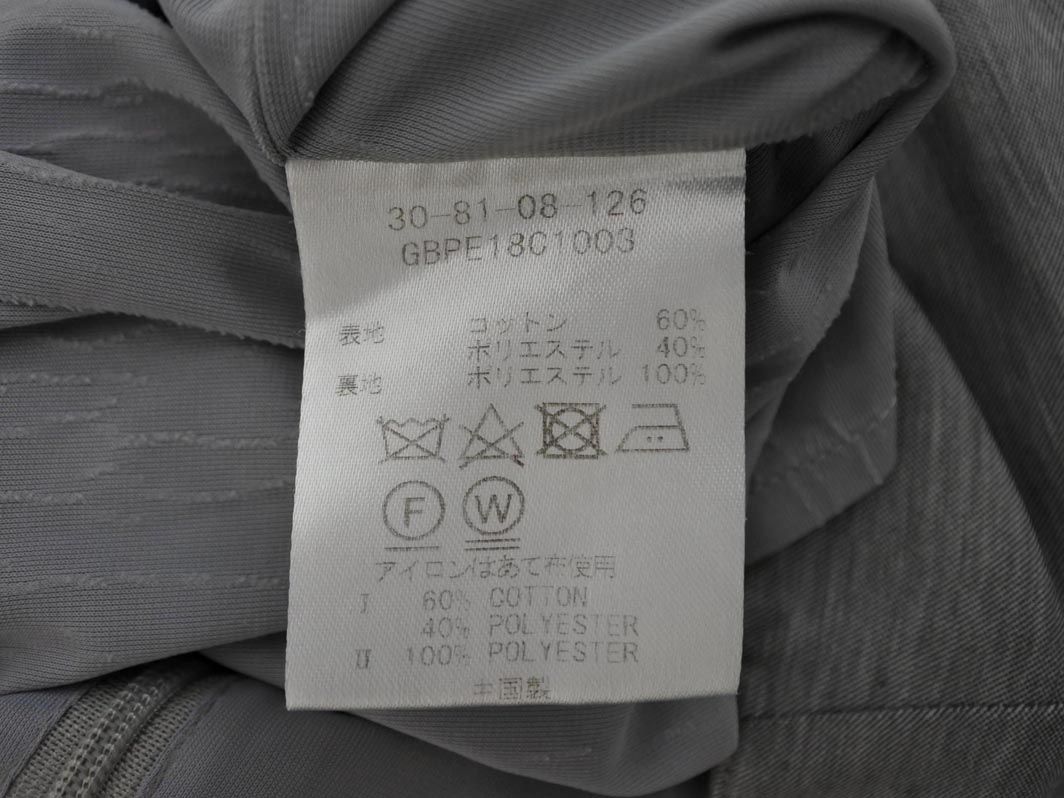 30-81-08-126
GBPE18C1003
表地 コットン 60%
ポリエステル 40%
裏地 ポリエステル 100%
F W
アイロンはあて布使用
I 60% COTTON
40% POLYESTER
II 100% POLYESTER
中国製